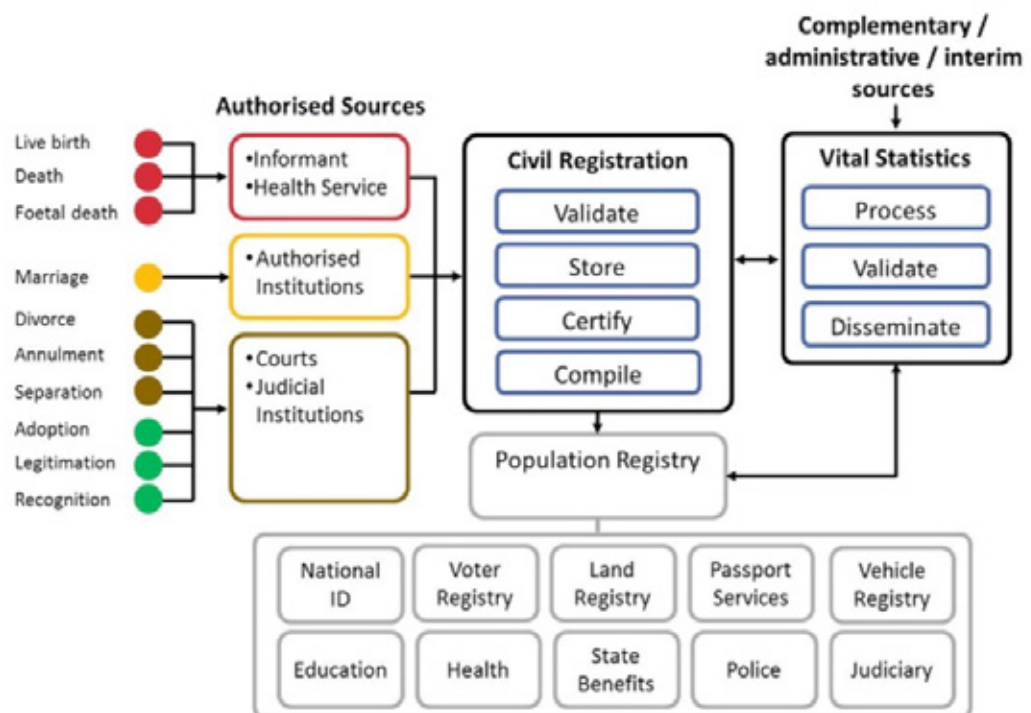 Complementary /
administrative / interim
sources
Authorised Sources
Live birth
Death
Foetal death
Marriage
Divorce
Annulment
Separation
Adoption
Legitimation
Recognition
•Informant
•Health Service
• Authorised
Institutions
•Courts
•Judicial
Institutions
Civil Registration
Validate
Store
Certify
Compile
Vital Statistics
Process
Validate
Disseminate
Population Registry
National
ID
Voter
Registry
Land
Registry
Passport
Services
Vehicle
Registry
Education
Health
State
Benefits
Police
Judiciary